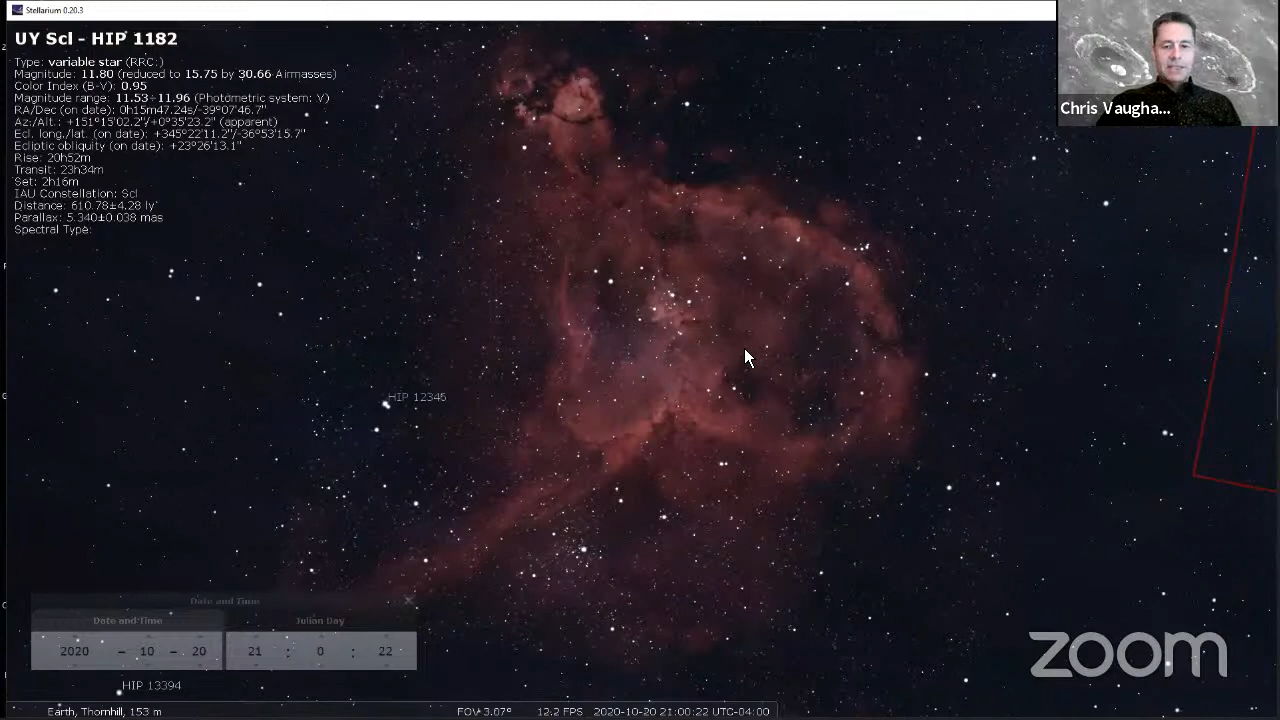 Stellarium 0.20.3
UY Scl - HIP 1182
Type: variable star (RRC:)
Magnitude: 11.80 (reduced to 15.75 by 30.66 Airmasses)
Color Index (B-V): 0.95
Magnitude range: 11.53÷11.96 (Photometric system: Y)
RA/Dec (on date): 0h15m47.24s/-39°07'46.7"
Az/Alt.: +151°15'02.2"/+0°35'23.2" (apparent)
Ecl. long./lat. (on date): +345°22'11.2"/-36°53'15.7"
Ecliptic obliquity (on date): +23°26'13.1"
Rise: 20h52m
Transit: 23h34m
Set: 2h16m
IAU Constellation: Scl
Distance: 610.78±4.28 ly
Parallax: 5.340±0.038 mas
Spectral Type:
Chris Vaugha...
HIP 12345
Date and Time
Date and Time Julian Day
2020 - 10 - 20 21 : 0 : 22
HIP 13394
zoom
Earth, Thornhill, 153 m FOV 3.07° 12.2 FPS 2020-10-20 21:00:22 UTC-04:00